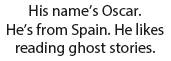 His name's Oscar.
He's from Spain. He likes
reading ghost stories.